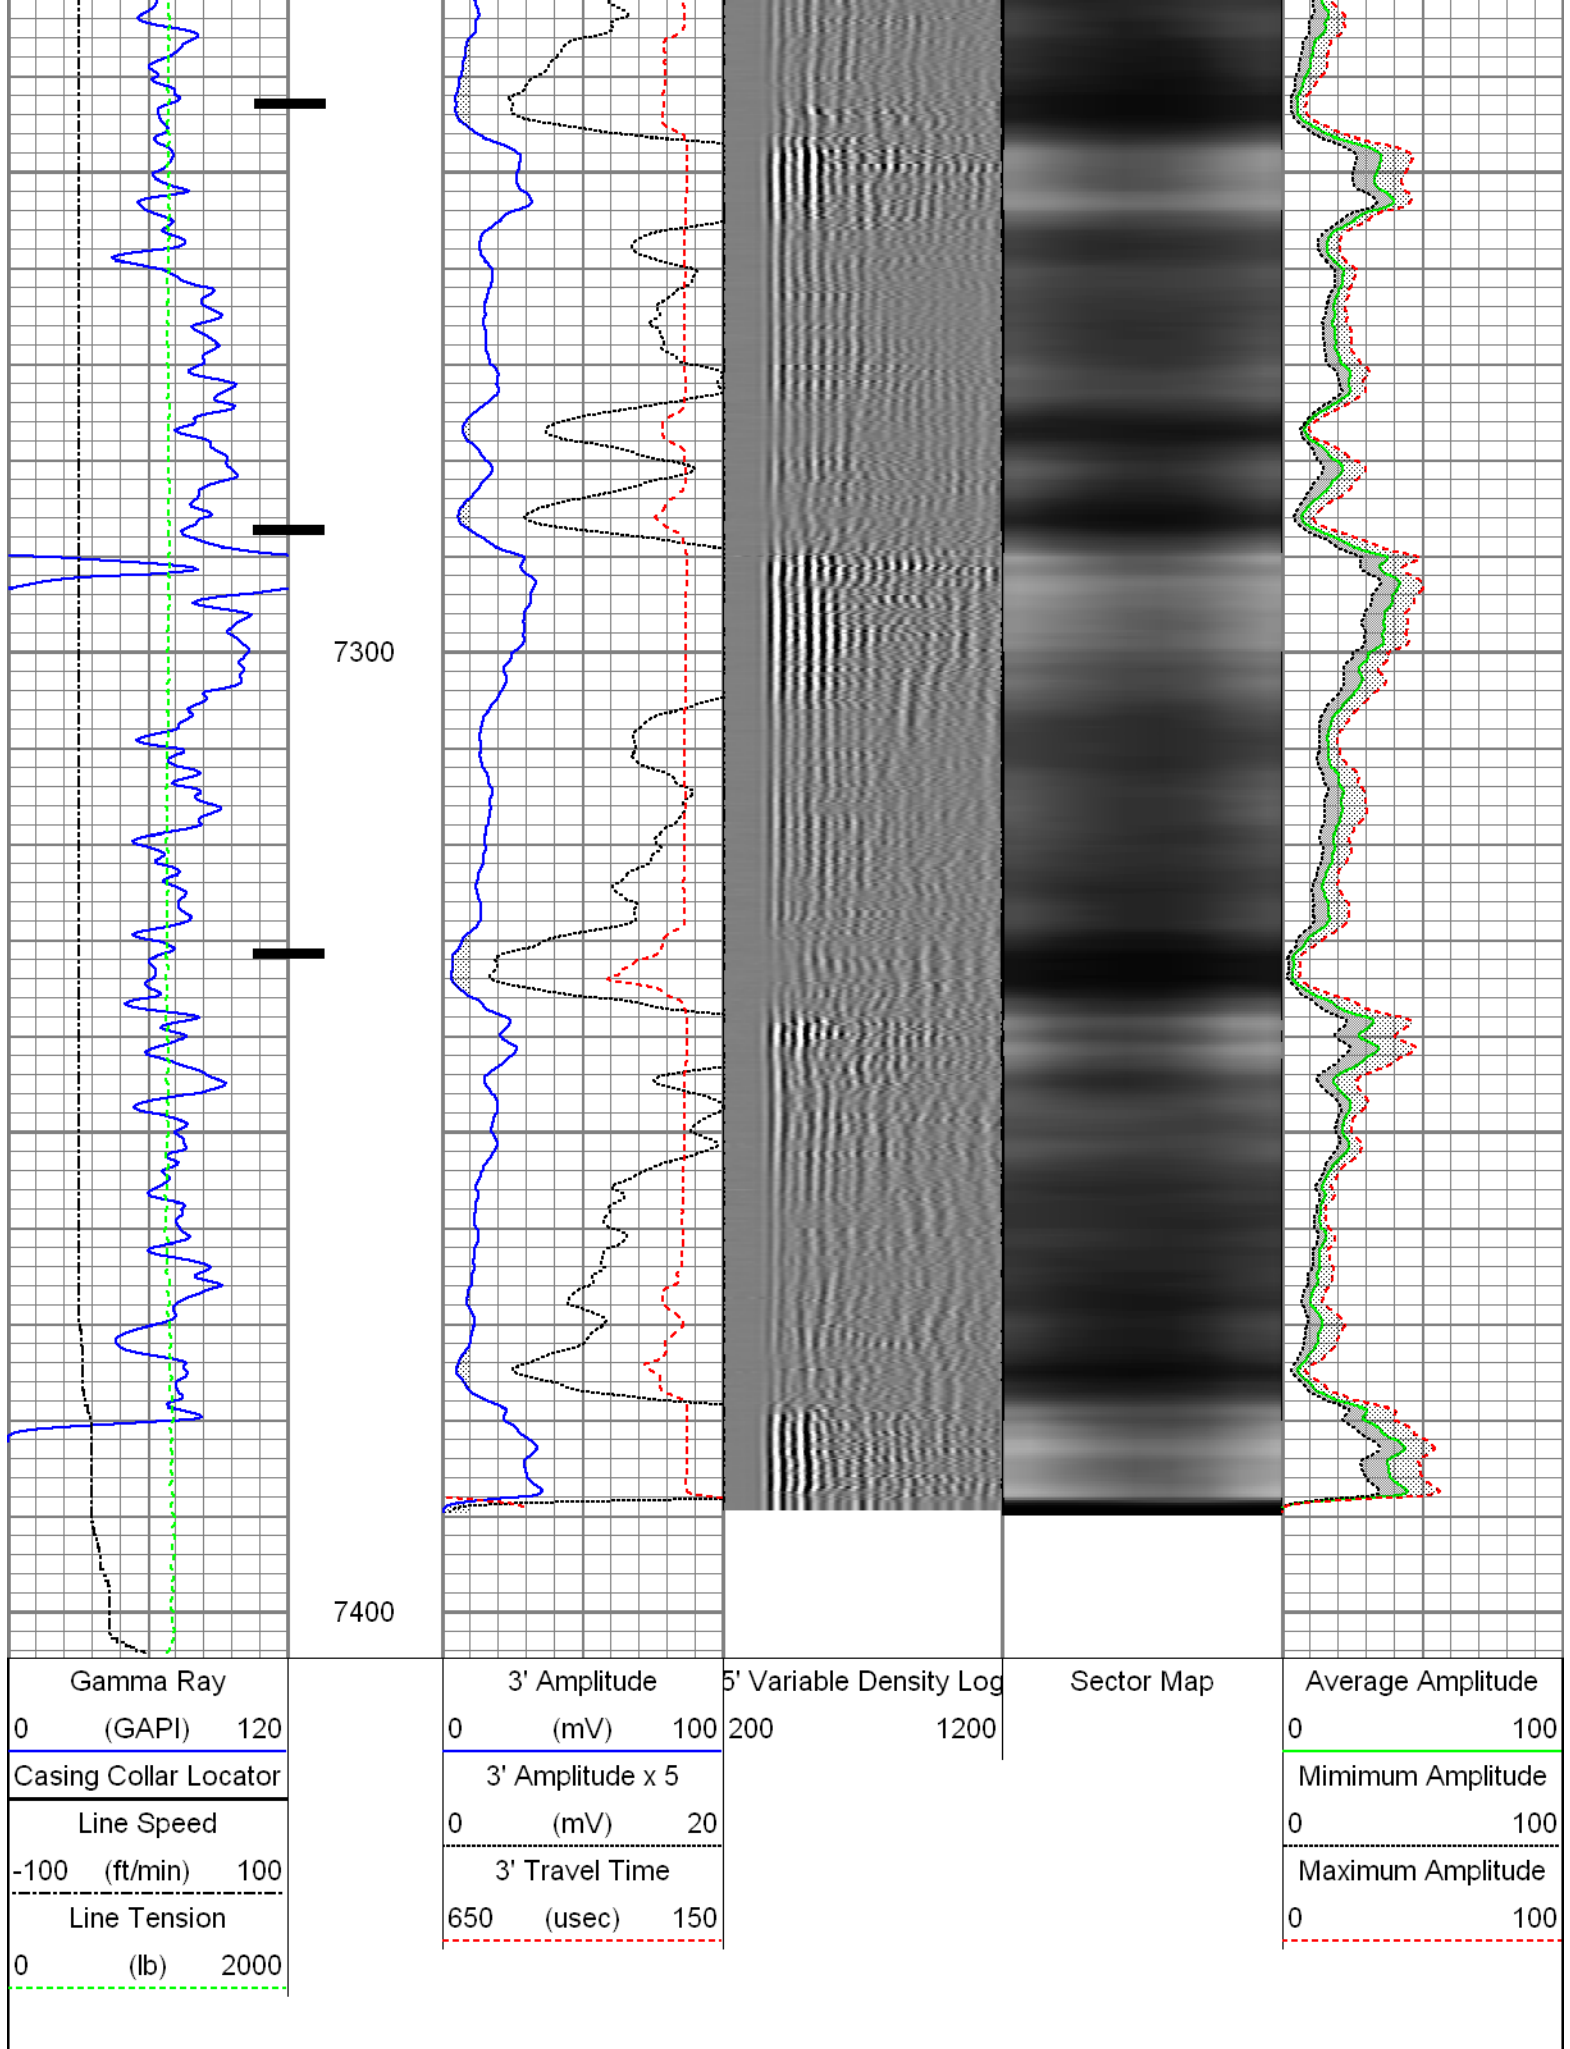 7300
7400
Gamma Ray
0 (GAPI) 120
Casing Collar Locator
Line Speed
-100 (ft/min) 100
Line Tension
0 (lb) 2000
3' Amplitude
0 (mV) 100
3' Amplitude x 5
0 (mV) 20
3' Travel Time
650 (usec) 150
5' Variable Density Log
200 1200
Sector Map
Average Amplitude
0 100
Mimimum Amplitude
0 100
Maximum Amplitude
0 100